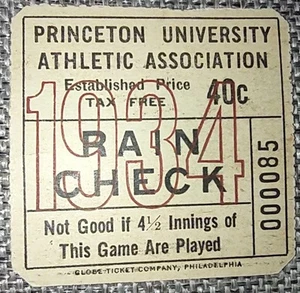 PRINCETON UNIVERSITY
ATHLETIC ASSOCIATION
Established Price
TAX FREE 40c
1934
RAIN
CHECK
000085
Not Good if 4½ Innings of
This Game Are Played
GLOBE TICKET COMPANY, PHILADELPHIA